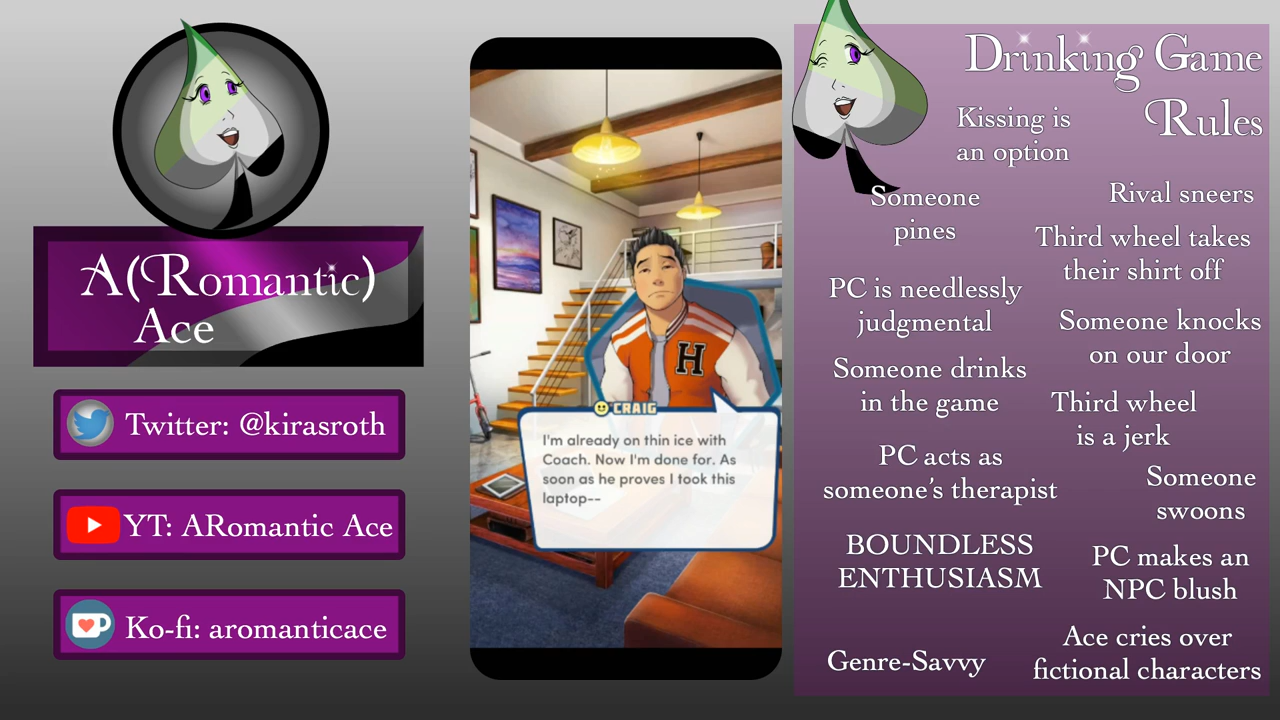 A(Romantic)
Ace
Twitter: @kirasroth
YT: ARomantic Ace
Ko-fi: aromanticace
H
CRAIG
I'm already on thin ice with
Coach. Now I'm done for. As
soon as he proves I took this
laptop--
Drinking Game
Rules
Kissing is
an option
Someone
pines
Rival sneers
Third wheel takes
their shirt off
PC is needlessly
judgmental
Someone knocks
on our door
Someone drinks
in the game
Third wheel
is a jerk
PC acts as
someone's therapist
Someone
swoons
BOUNDLESS
ENTHUSIASM
PC makes an
NPC blush
Genre-Savvy
Ace cries over
fictional characters